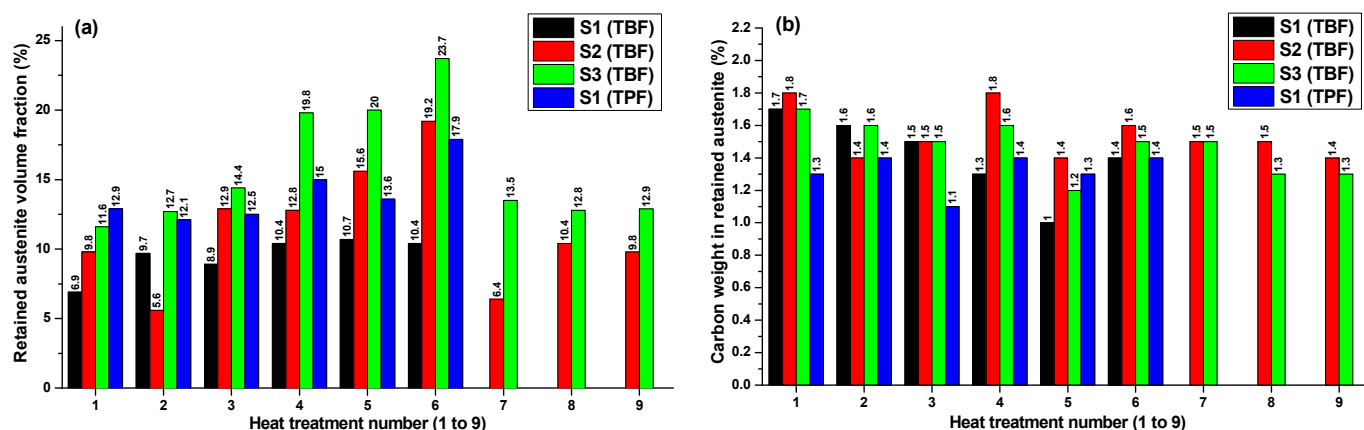 (a)
S1 (TBF)
S2 (TBF)
S3 (TBF)
S1 (TPF)
Retained austenite volume fraction (%)
25
20
15
10
5
0
6.9 9.8 11.6 12.9
9.7 5.6 12.7 12.1
8.9 12.9 14.4 12.5
10.4 12.8 19.8 15
10.7 15.6 20 13.6
10.4 19.2 23.7 17.9
6.4 13.5
10.4 12.8
9.8 12.9
1 2 3 4 5 6 7 8 9
Heat treatment number (1 to 9)
(b)
S1 (TBF)
S2 (TBF)
S3 (TBF)
S1 (TPF)
Carbon weight in retained austenite (%)
2.2
2.0
1.8
1.6
1.4
1.2
1.0
0.8
0.6
0.4
0.2
0.0
1.7 1.8 1.7 1.3
1.6 1.4 1.6 1.4
1.5 1.5 1.5 1.1
1.3 1.8 1.6 1.4
1 1.4 1.2 1.3
1.4 1.6 1.5 1.4
1.5 1.5
1.5 1.3
1.4 1.3
1 2 3 4 5 6 7 8 9
Heat treatment number (1 to 9)